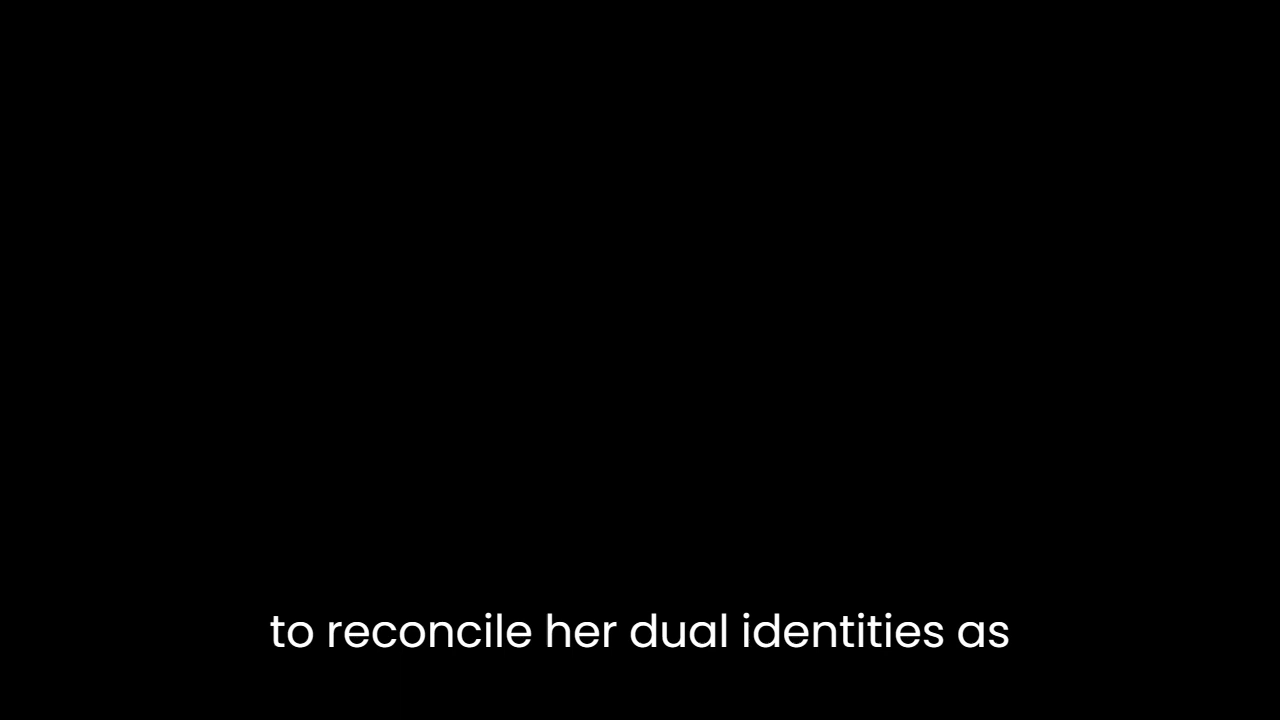 to reconcile her dual identities as